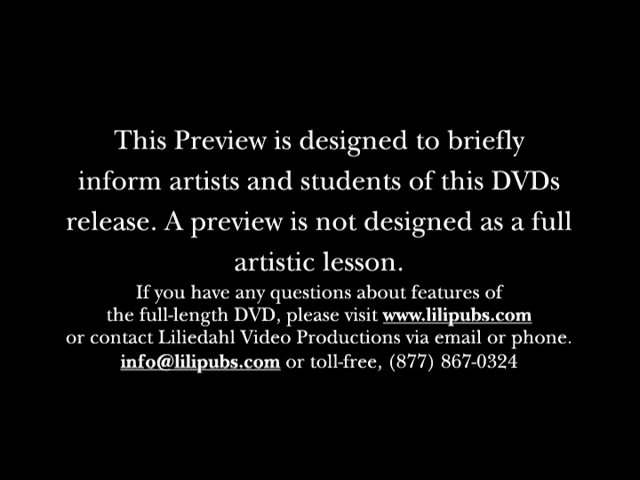 This Preview is designed to briefly
inform artists and students of this DVDs
release. A preview is not designed as a full
artistic lesson.
If you have any questions about features of
the full-length DVD, please visit www.lilipubs.com
or contact Liliedahl Video Productions via email or phone.
info@lilipubs.com or toll-free, (877) 867-0324